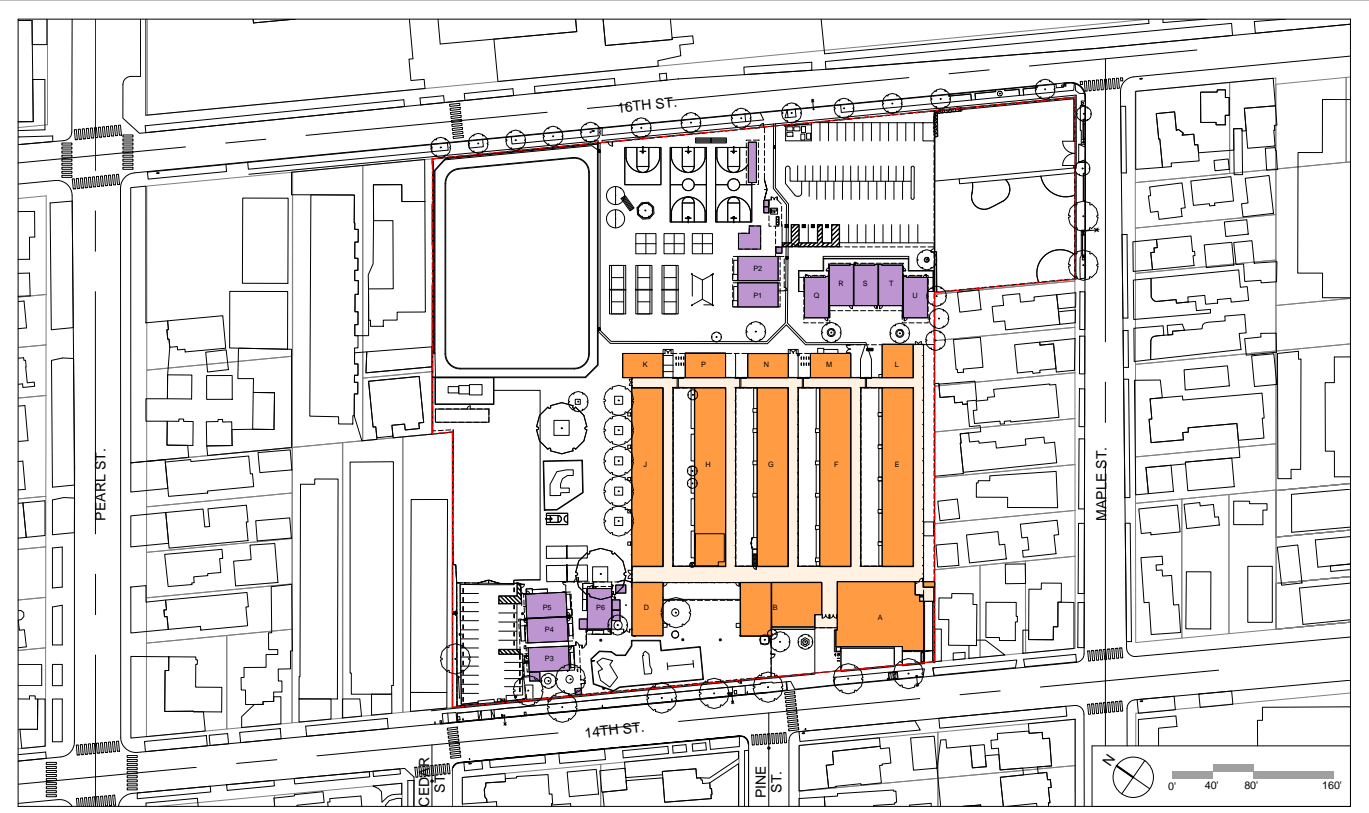 16TH ST.
P2
P1
Q
R
S
T
U
K
P
N
M
L
PEARL ST.
J
H
G
F
E
MAPLE ST.
P5
P4
P3
P6
D
B
A
14TH ST.
CEDER
ST.
PINE
ST.
N
0'
40'
80'
160'